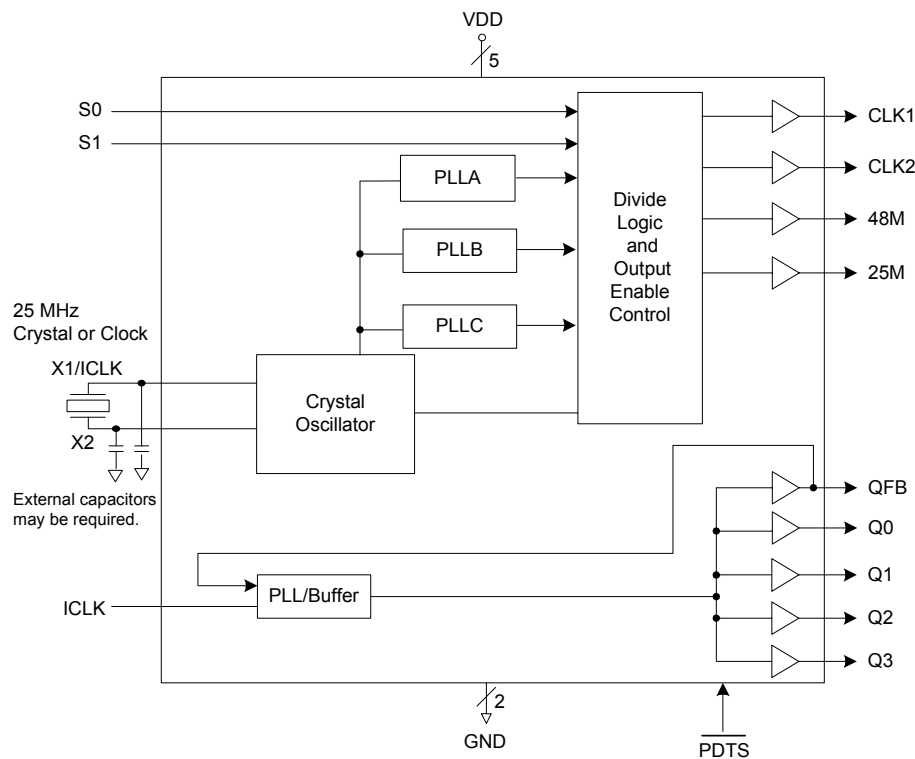 VDD
5
S0
S1
CLK1
CLK2
48M
25M
PLLA
PLLB
PLLC
Divide
Logic
and
Output
Enable
Control
25 MHz
Crystal or Clock
X1/ICLK
X2
Crystal
Oscillator
External capacitors
may be required.
ICLK
PLL/Buffer
QFB
Q0
Q1
Q2
Q3
2
GND
PDTS